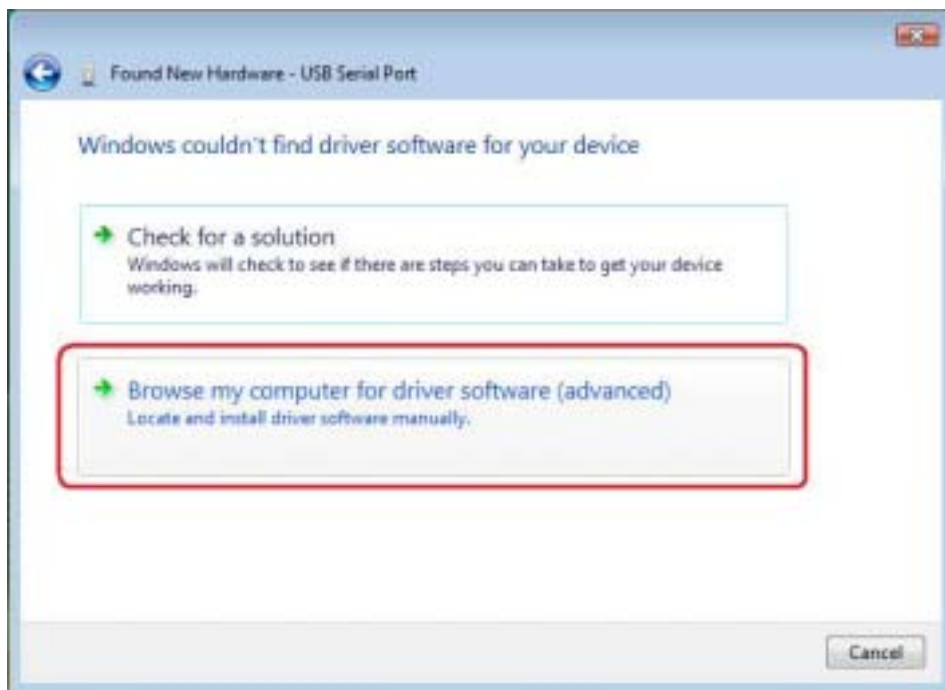 Found New Hardware - USB Serial Port
Windows couldn't find driver software for your device
Check for a solution
Windows will check to see if there are steps you can take to get your device
working.
Browse my computer for driver software (advanced)
Locate and install driver software manually.
Cancel